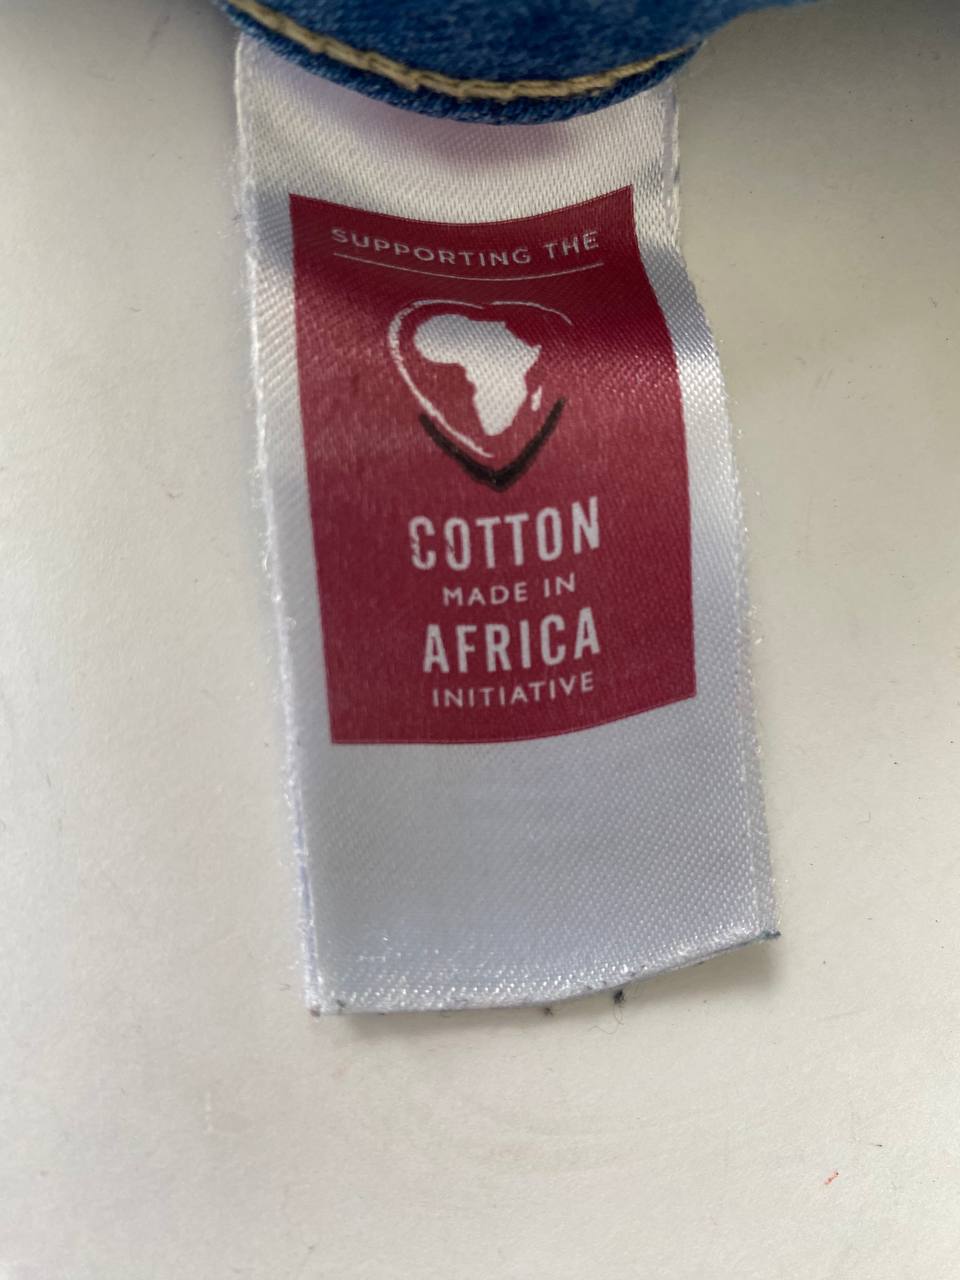 SUPPORTING THE
COTTON
MADE IN
AFRICA
INITIATIVE